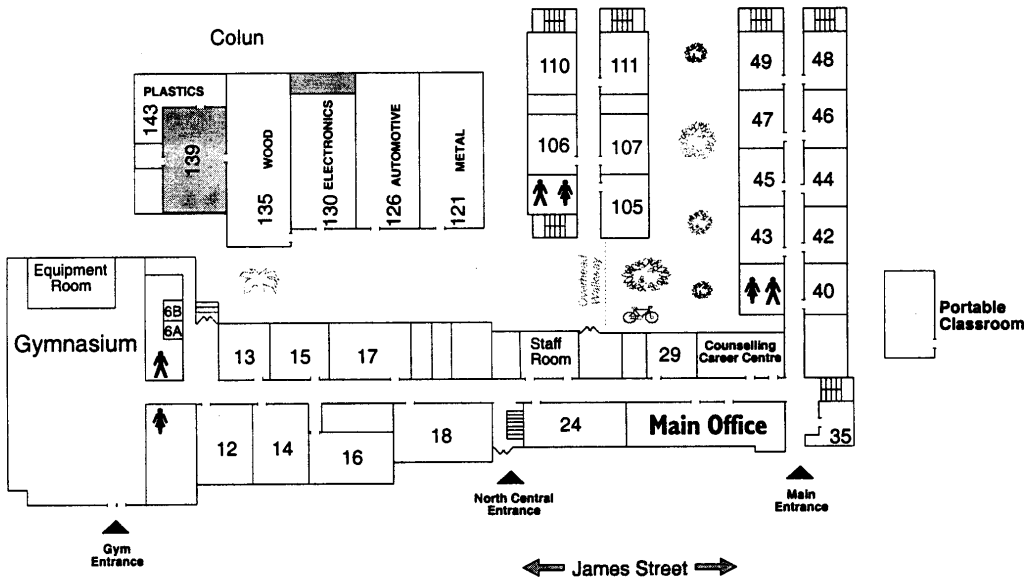 Colun
110
111
49
48
PLASTICS
143
139
WOOD
135
ELECTRONICS
130
AUTOMOTIVE
126
METAL
121
106
107
105
47
46
45
44
43
42
40
Equipment
Room
6B
6A
Gymnasium
Overhead
Walkway
Portable
Classroom
13
15
17
Staff
Room
29
Counselling
Career Centre
12
14
16
18
24
Main Office
35
North Central
Entrance
Main
Entrance
Gym
Entrance
James Street